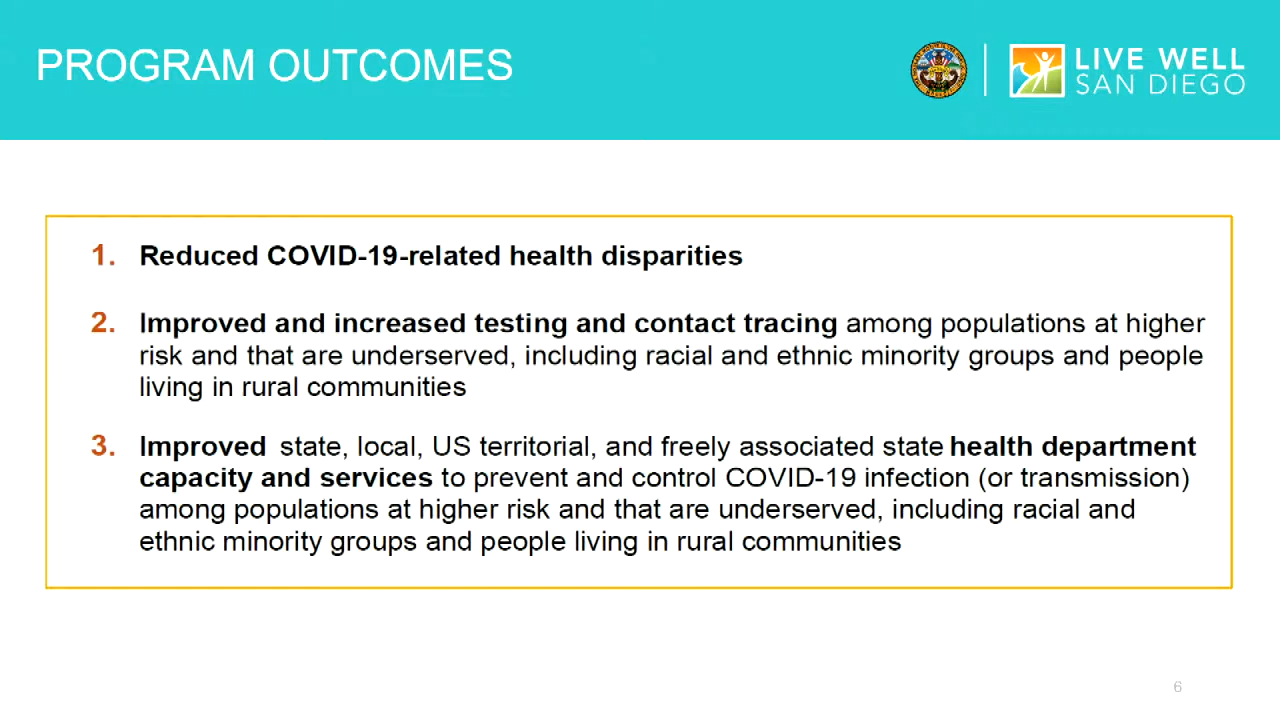 PROGRAM OUTCOMES
LIVE WELL
SAN DIEGO
1. Reduced COVID-19-related health disparities
2. Improved and increased testing and contact tracing among populations at higher
risk and that are underserved, including racial and ethnic minority groups and people
living in rural communities
3. Improved state, local, US territorial, and freely associated state health department
capacity and services to prevent and control COVID-19 infection (or transmission)
among populations at higher risk and that are underserved, including racial and
ethnic minority groups and people living in rural communities
6